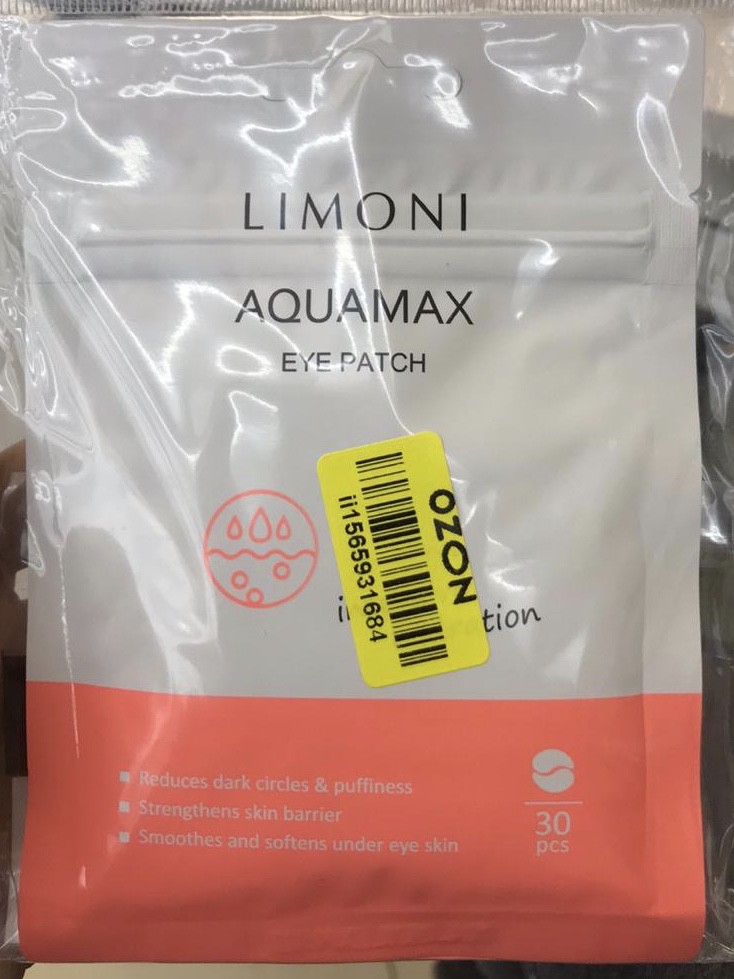 LIMONI
AQUAMAX
EYE PATCH
OZON
ii1565931684
Reduces dark circles & puffiness
Strengthens skin barrier
Smoothes and softens under eye skin
30
pcs